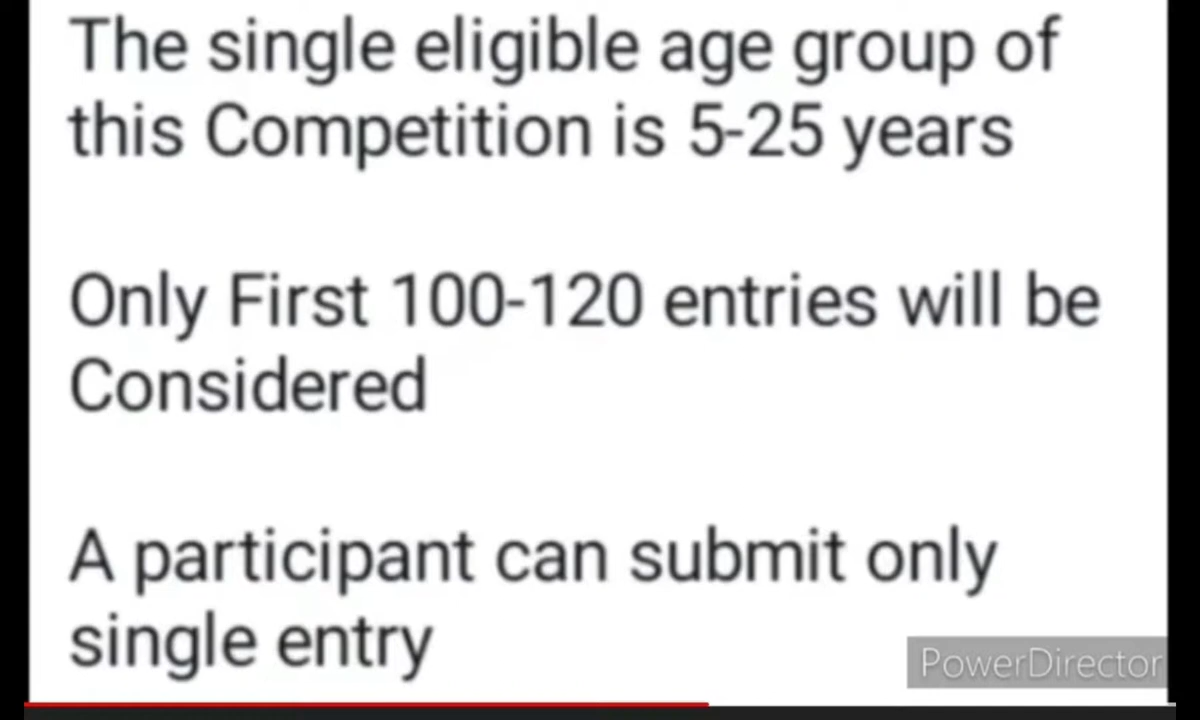 The single eligible age group of
this Competition is 5-25 years
Only First 100-120 entries will be
Considered
A participant can submit only
single entry
PowerDirector